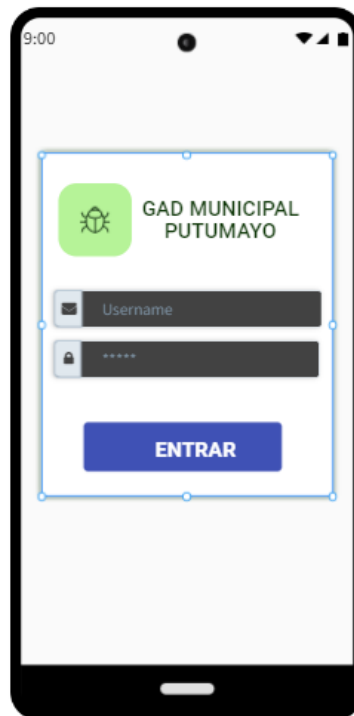 9:00
GAD MUNICIPAL
PUTUMAYO
Username
*****
ENTRAR